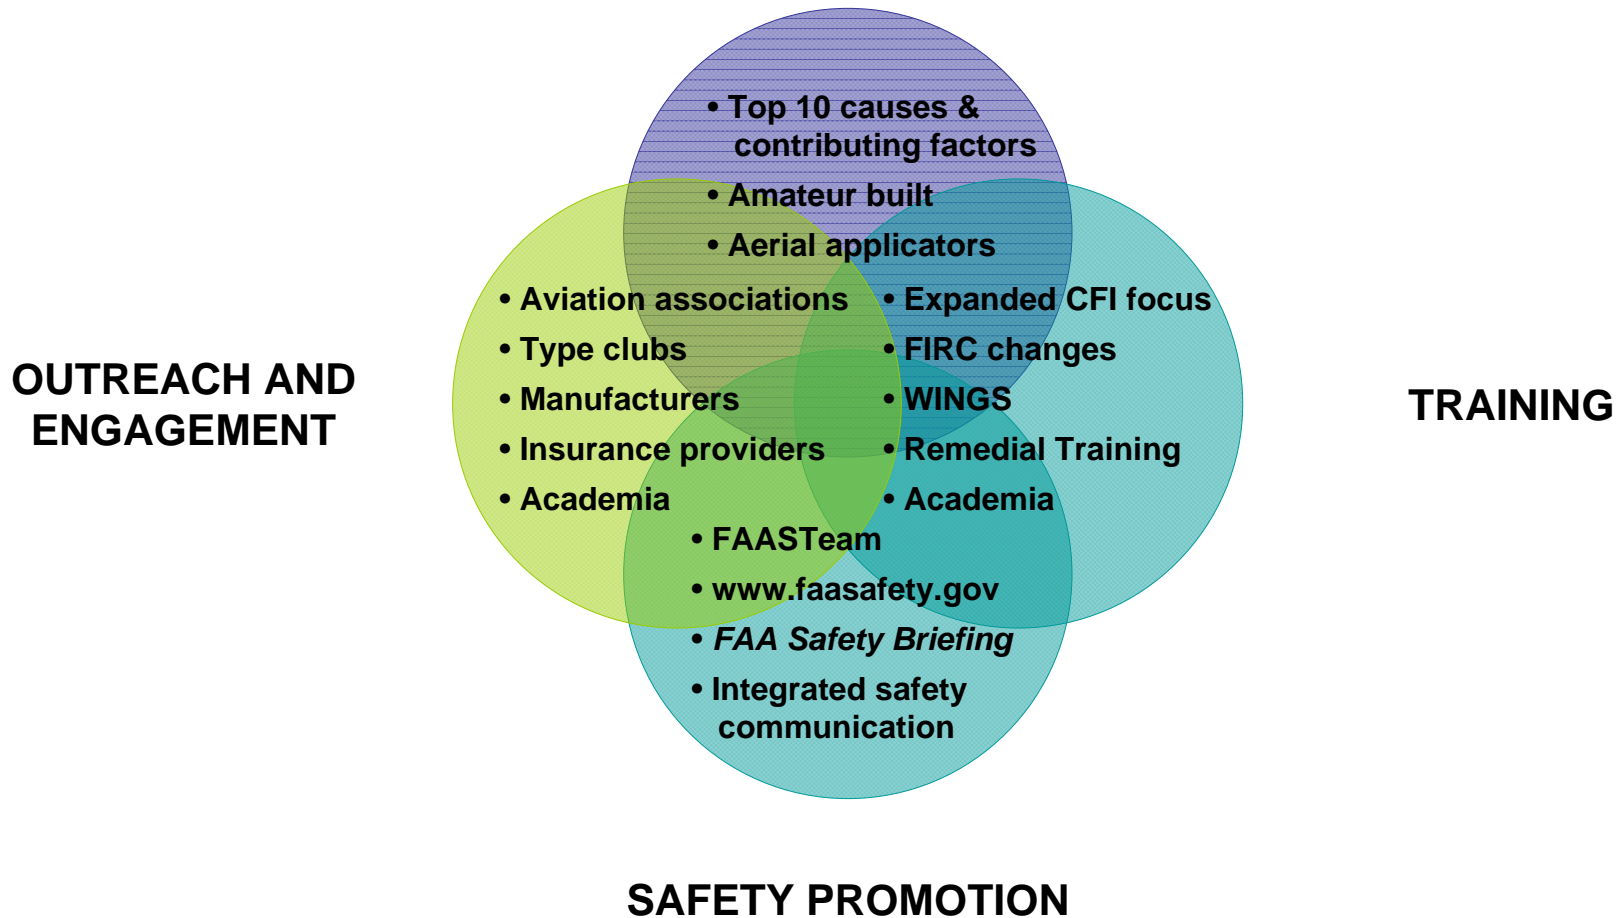 • Top 10 causes &
contributing factors
• Amateur built
• Aerial applicators
OUTREACH AND
ENGAGEMENT
• Aviation associations
• Type clubs
• Manufacturers
• Insurance providers
• Academia
• Expanded CFI focus
• FIRC changes
• WINGS
• Remedial Training
• Academia
TRAINING
• FAASTeam
• www.faasafety.gov
• FAA Safety Briefing
• Integrated safety
communication
SAFETY PROMOTION